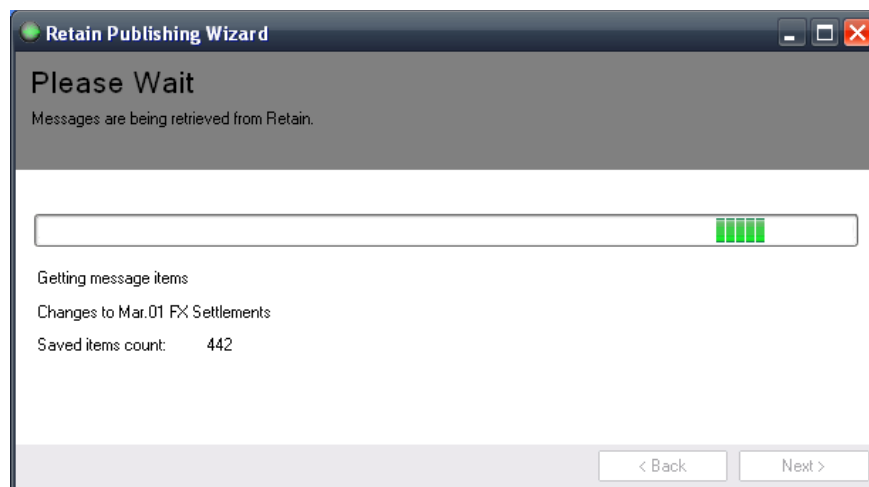 Retain Publishing Wizard
Please Wait
Messages are being retrieved from Retain.
Getting message items
Changes to Mar.01 FX Settlements
Saved items count: 442
< Back Next >